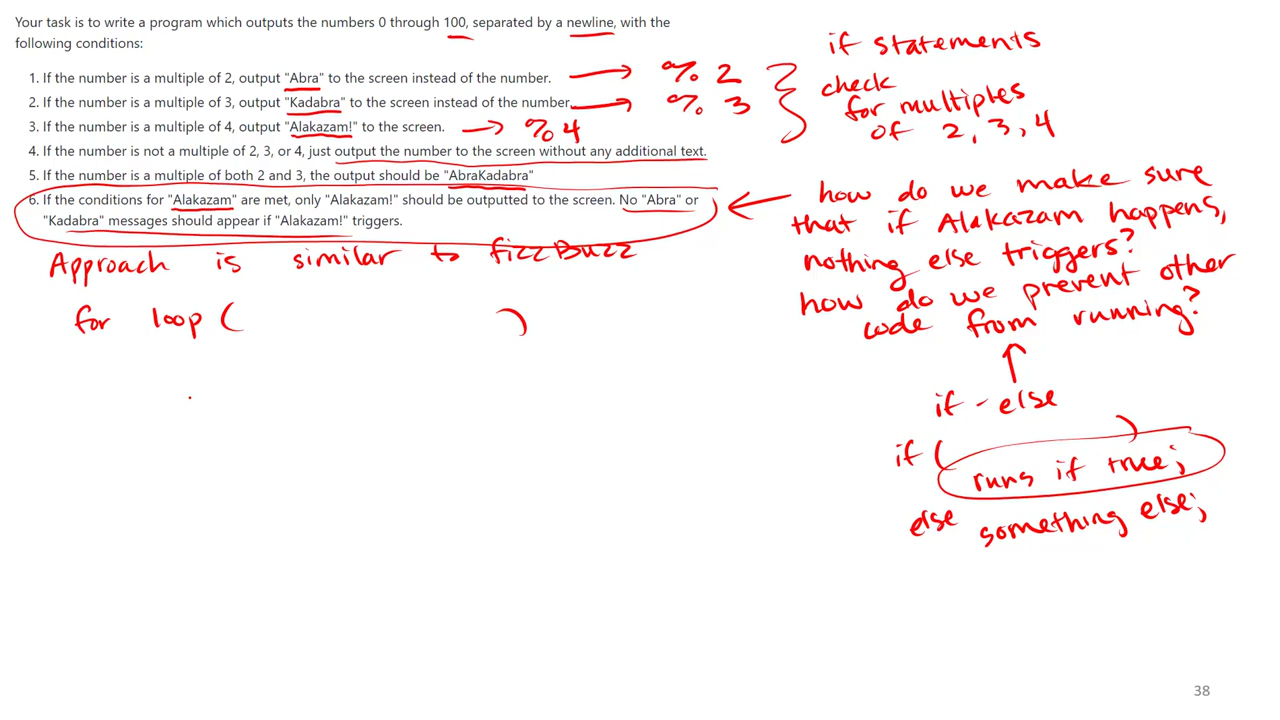 Your task is to write a program which outputs the numbers 0 through 100, separated by a newline, with the
following conditions:
1. If the number is a multiple of 2, output "Abra" to the screen instead of the number.
2. If the number is a multiple of 3, output "Kadabra" to the screen instead of the number.
3. If the number is a multiple of 4, output "Alakazam!" to the screen.
4. If the number is not a multiple of 2, 3, or 4, just output the number to the screen without any additional text.
5. If the number is a multiple of both 2 and 3, the output should be "AbraKadabra"
6. If the conditions for "Alakazam" are met, only "Alakazam!" should be outputted to the screen. No "Abra" or
"Kadabra" messages should appear if "Alakazam!" triggers.
% 2
% 3
% 4
if statements
check
for multiples
of 2, 3, 4
how do we make sure
that if Alakazam happens,
nothing else triggers?
how do we prevent other
code from running?
Approach is similar to fizzBuzz
for loop ( )
if - else
if ( )
runs if true;
else something else;
38